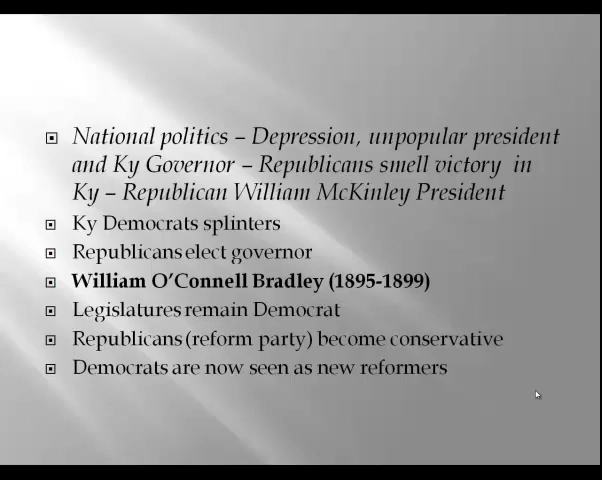 National politics – Depression, unpopular president
and Ky Governor – Republicans smell victory in
Ky – Republican William McKinley President
Ky Democrats splinters
Republicans elect governor
William O'Connell Bradley (1895-1899)
Legislatures remain Democrat
Republicans (reform party) become conservative
Democrats are now seen as new reformers